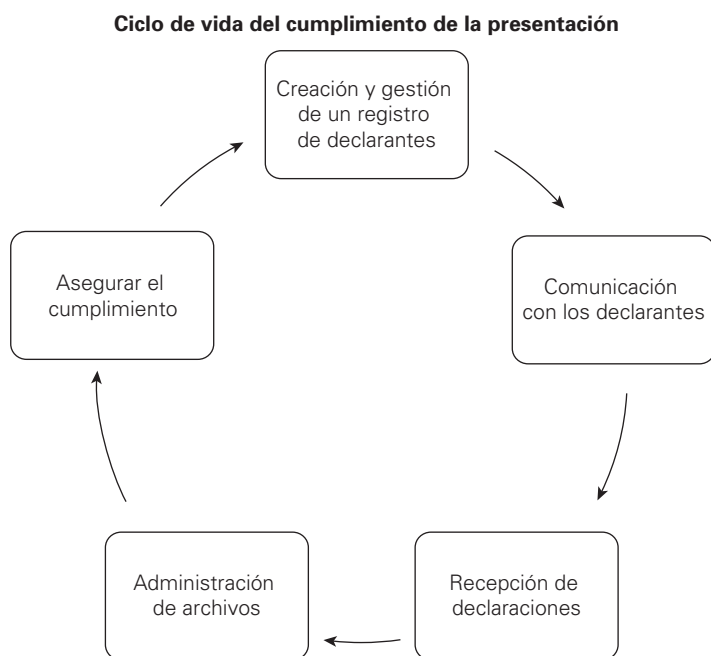 Ciclo de vida del cumplimiento de la presentación
Creación y gestión
de un registro
de declarantes
Comunicación
con los declarantes
Recepción de
declaraciones
Administración
de archivos
Asegurar el
cumplimiento